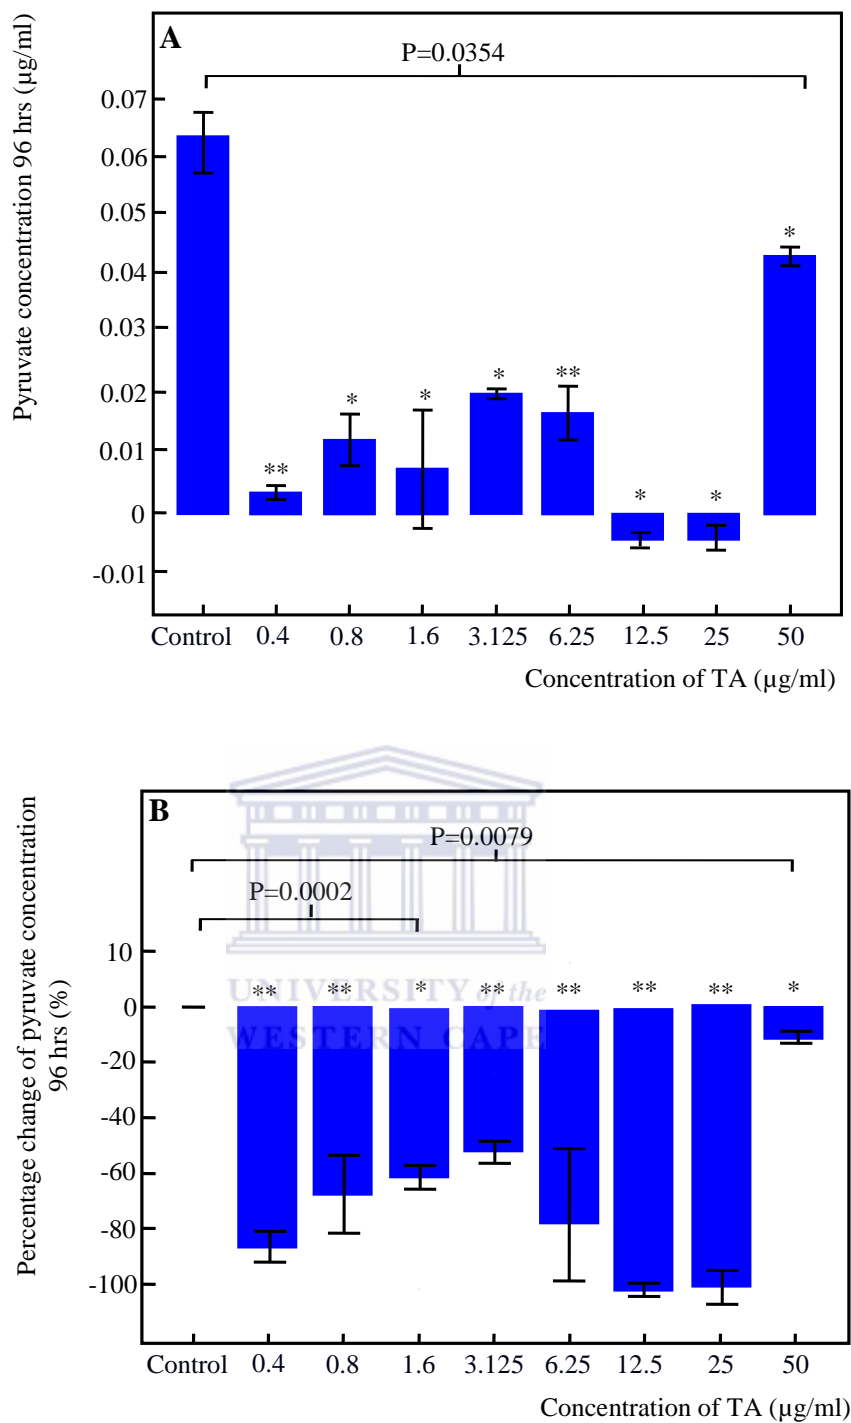 A
P=0.0354
Pyruvate concentration 96 hrs (µg/ml)
0.07
0.06
0.05
0.04
0.03
0.02
0.01
0
-0.01
** * * * ** * * *
Control 0.4 0.8 1.6 3.125 6.25 12.5 25 50
Concentration of TA (µg/ml)
B
P=0.0079
P=0.0002
Percentage change of pyruvate concentration
96 hrs (%)
10
0
-20
-40
-60
-80
-100
** ** * ** ** ** ** *
UNIVERSITY of the
WESTERN CAPE
Control 0.4 0.8 1.6 3.125 6.25 12.5 25 50
Concentration of TA (µg/ml)